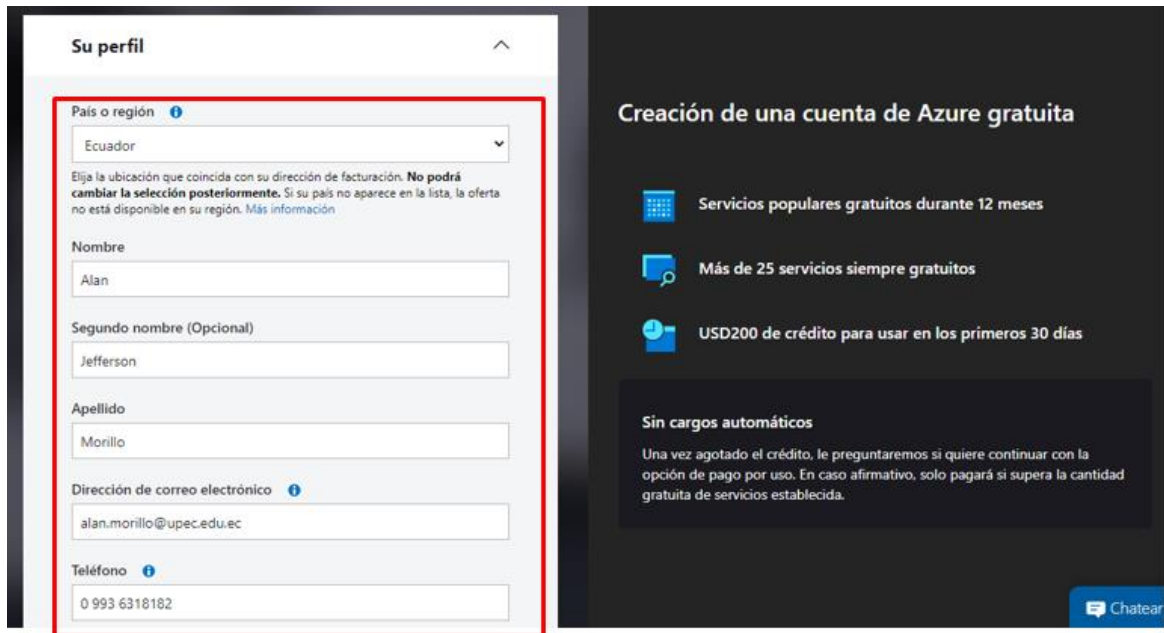 Su perfil
País o región
Ecuador
Elija la ubicación que coincida con su dirección de facturación. No podrá
cambiar la selección posteriormente. Si su país no aparece en la lista, la oferta
no está disponible en su región. Más información
Nombre
Alan
Segundo nombre (Opcional)
Jefferson
Apellido
Morillo
Dirección de correo electrónico
alan.morillo@upec.edu.ec
Teléfono
0 993 6318182
Creación de una cuenta de Azure gratuita
Servicios populares gratuitos durante 12 meses
Más de 25 servicios siempre gratuitos
USD200 de crédito para usar en los primeros 30 días
Sin cargos automáticos
Una vez agotado el crédito, le preguntaremos si quiere continuar con la
opción de pago por uso. En caso afirmativo, solo pagará si supera la cantidad
gratuita de servicios establecida.
Chatear